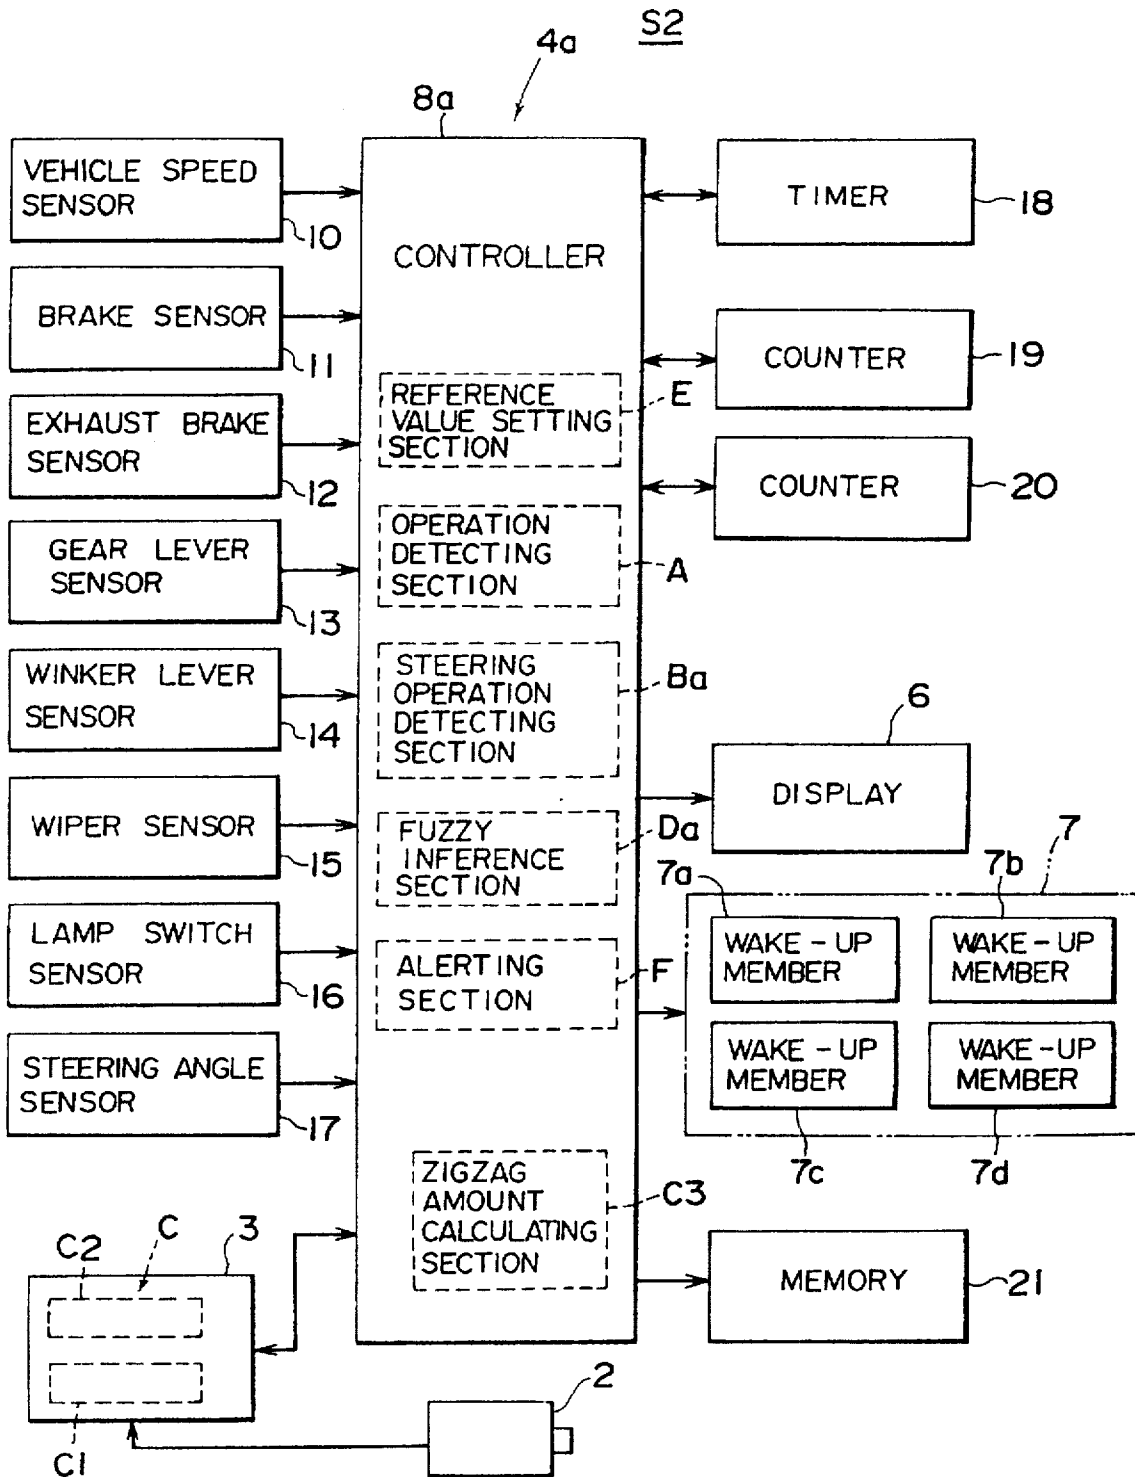 S2
4a
8a
VEHICLE SPEED
SENSOR
10
BRAKE SENSOR
11
EXHAUST BRAKE
SENSOR
12
GEAR LEVER
SENSOR
13
WINKER LEVER
SENSOR
14
WIPER SENSOR
15
LAMP SWITCH
SENSOR
16
STEERING ANGLE
SENSOR
17
CONTROLLER
REFERENCE
VALUE SETTING
SECTION
E
OPERATION
DETECTING
SECTION
A
STEERING
OPERATION
DETECTING
SECTION
Ba
FUZZY
INFERENCE
SECTION
Da
ALERTING
SECTION
F
ZIGZAG
AMOUNT
CALCULATING
SECTION
C3
TIMER
18
COUNTER
19
COUNTER
20
6
DISPLAY
7
7a
7b
WAKE-UP
MEMBER
WAKE-UP
MEMBER
WAKE-UP
MEMBER
WAKE-UP
MEMBER
7c
7d
MEMORY
21
C2
C
3
C1
2